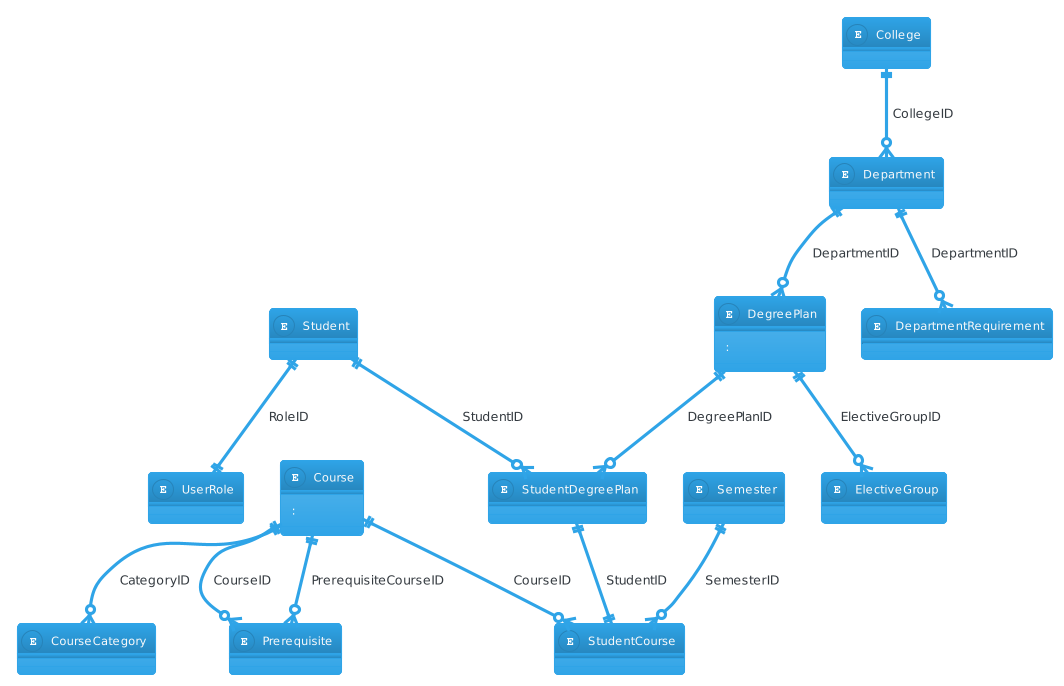 E College
CollegeID
E Department
DepartmentID
DepartmentID
E DegreePlan
:
E DepartmentRequirement
E Student
RoleID
StudentID
DegreePlanID
ElectiveGroupID
E UserRole
E Course
:
E StudentDegreePlan
E Semester
E ElectiveGroup
CategoryID
CourseID
PrerequisiteCourseID
CourseID
StudentID
SemesterID
E CourseCategory
E Prerequisite
E StudentCourse